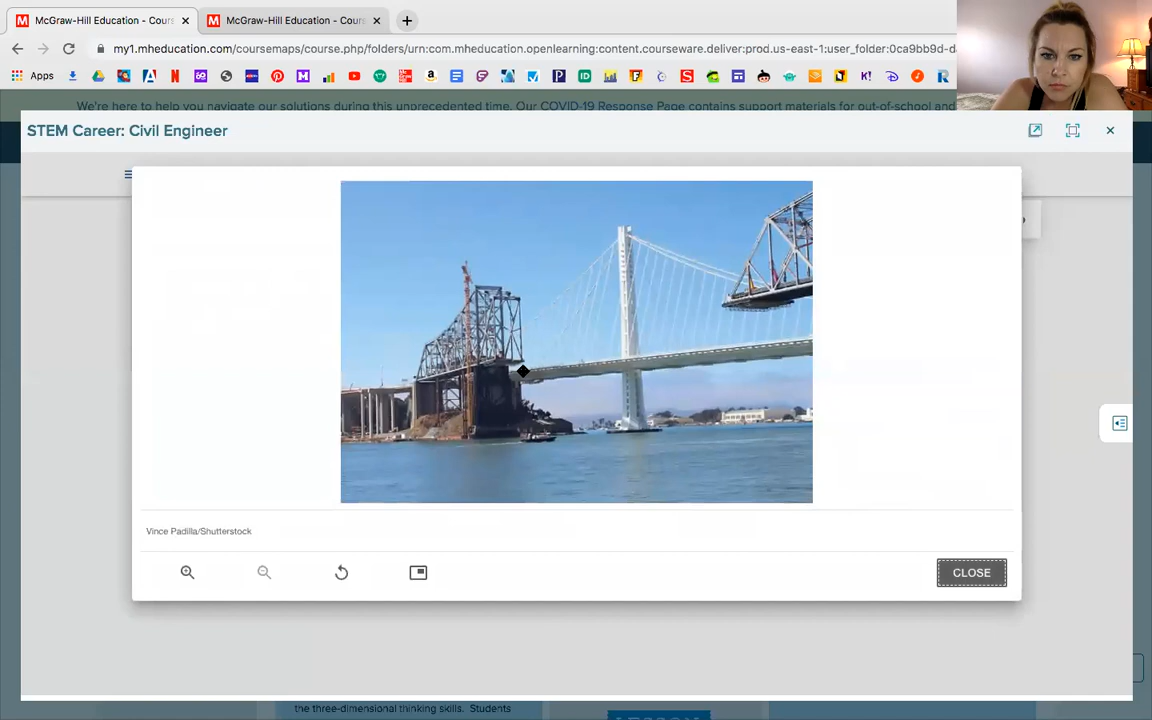 McGraw-Hill Education - Cours
McGraw-Hill Education - Cours
my1.mheducation.com/coursemaps/course.php/folders/urn:com.mheducation.openlearning:content.courseware.deliver:prod.us-east-1:user_folder:0ca9bb9d-d
Apps
We're here to help you navigate our solutions during this unprecedented time. Our COVID-19 Response Page contains support materials for out-of-school and
STEM Career: Civil Engineer
Vince Padilla/Shutterstock
CLOSE
the three-dimensional thinking skills. Students